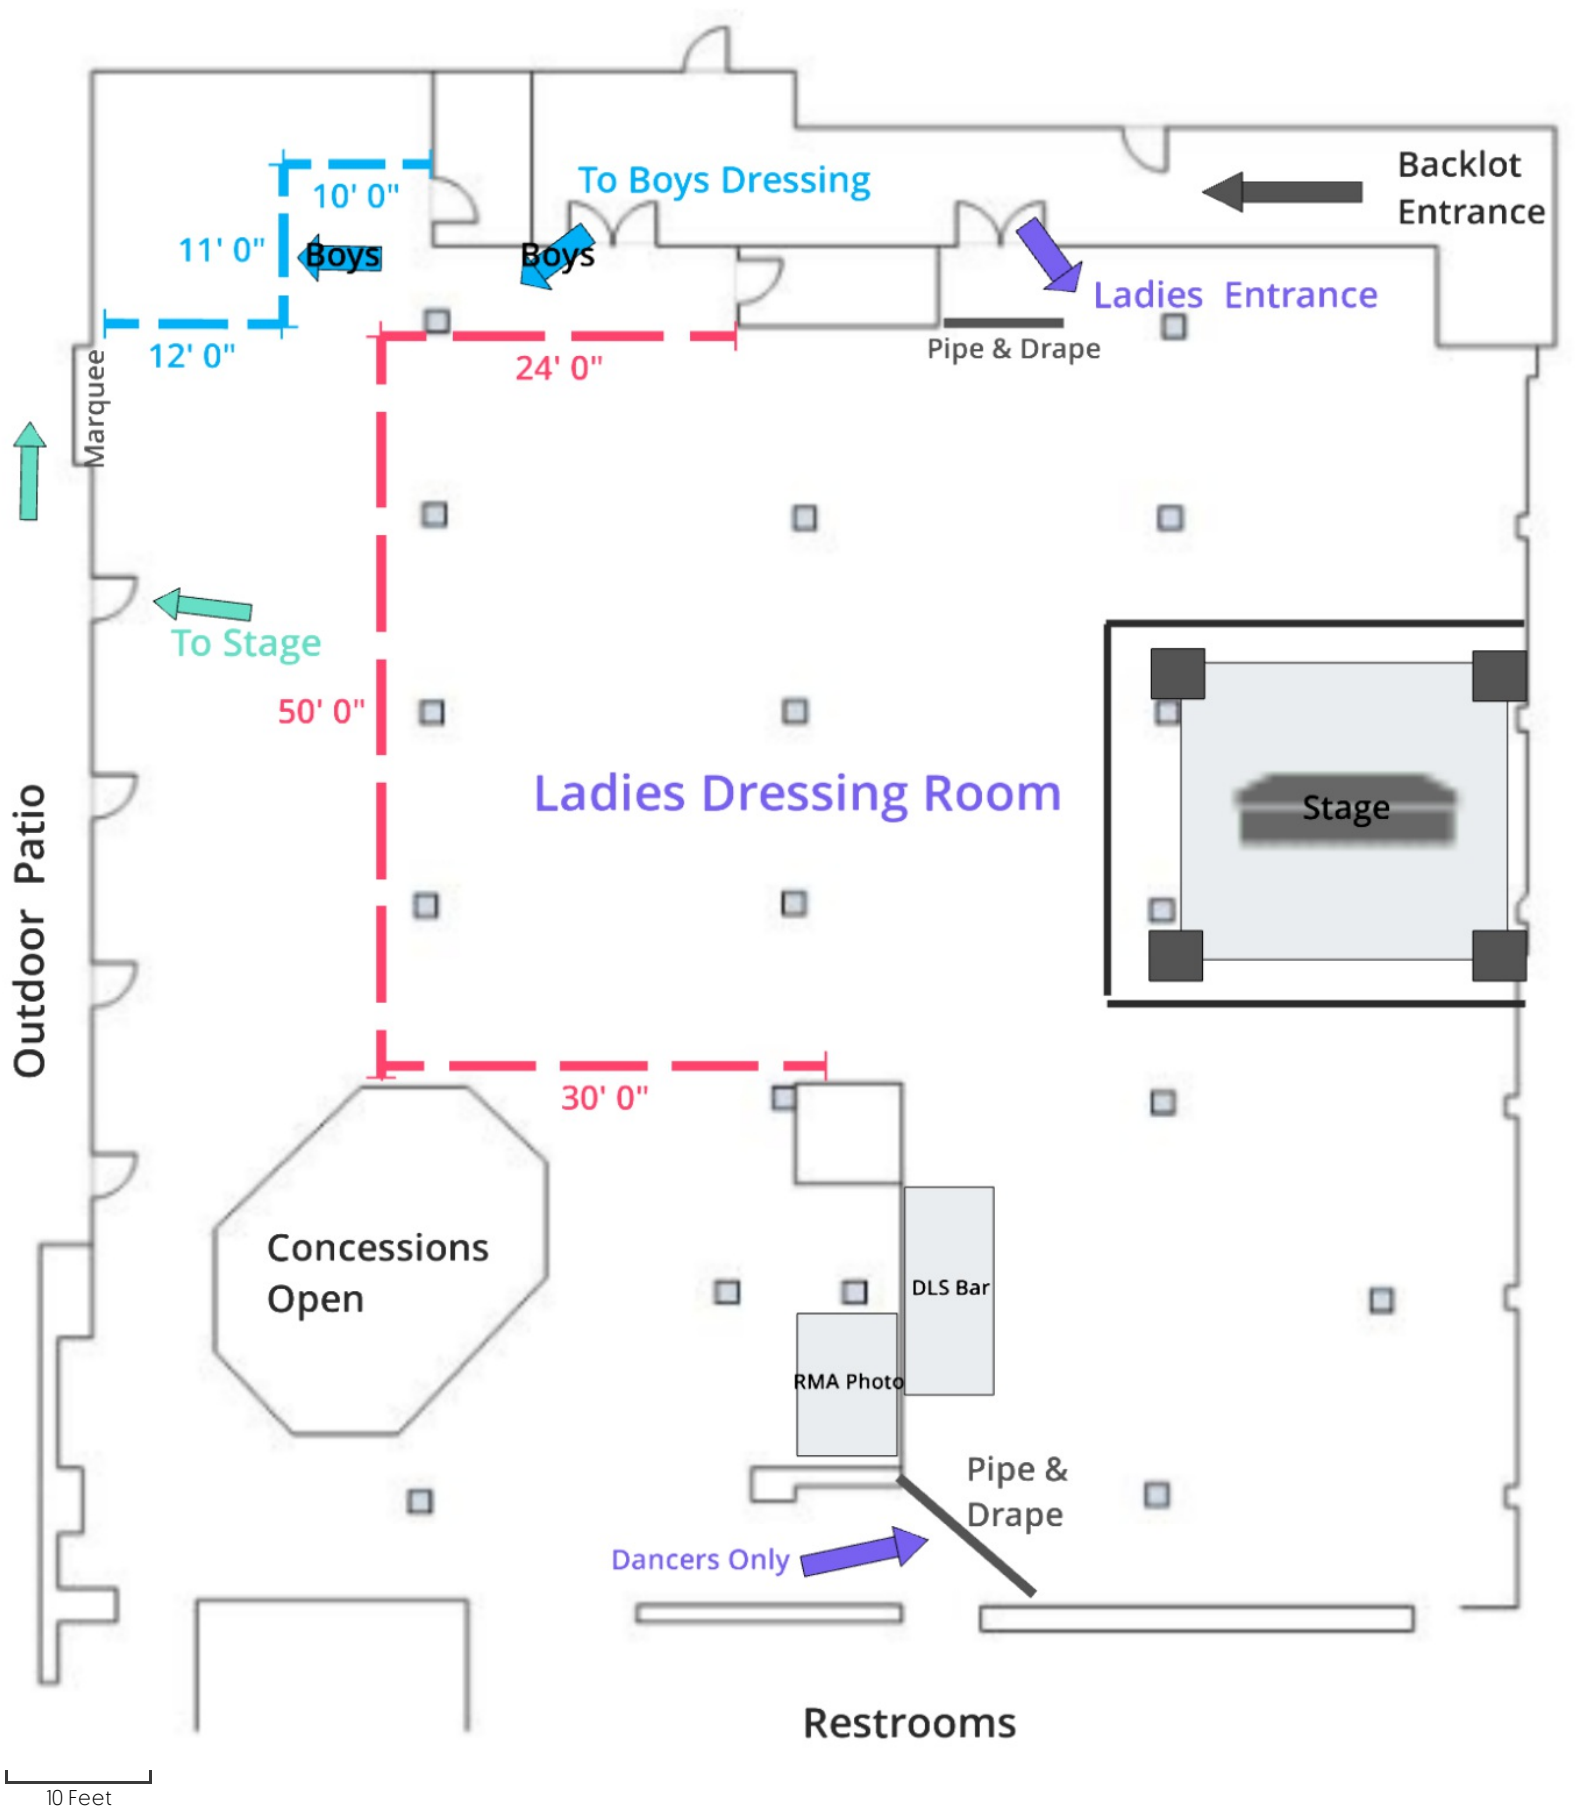 Backlot
Entrance
To Boys Dressing
10' 0"
11' 0"
Boys
Boys
Ladies  Entrance
12' 0"
24' 0"
Pipe & Drape
Marquee
To Stage
50' 0"
Ladies Dressing Room
Stage
Outdoor  Patio
30' 0"
Concessions
Open
DLS Bar
RMA Photo
Pipe &
Drape
Dancers Only
Restrooms
10 Feet